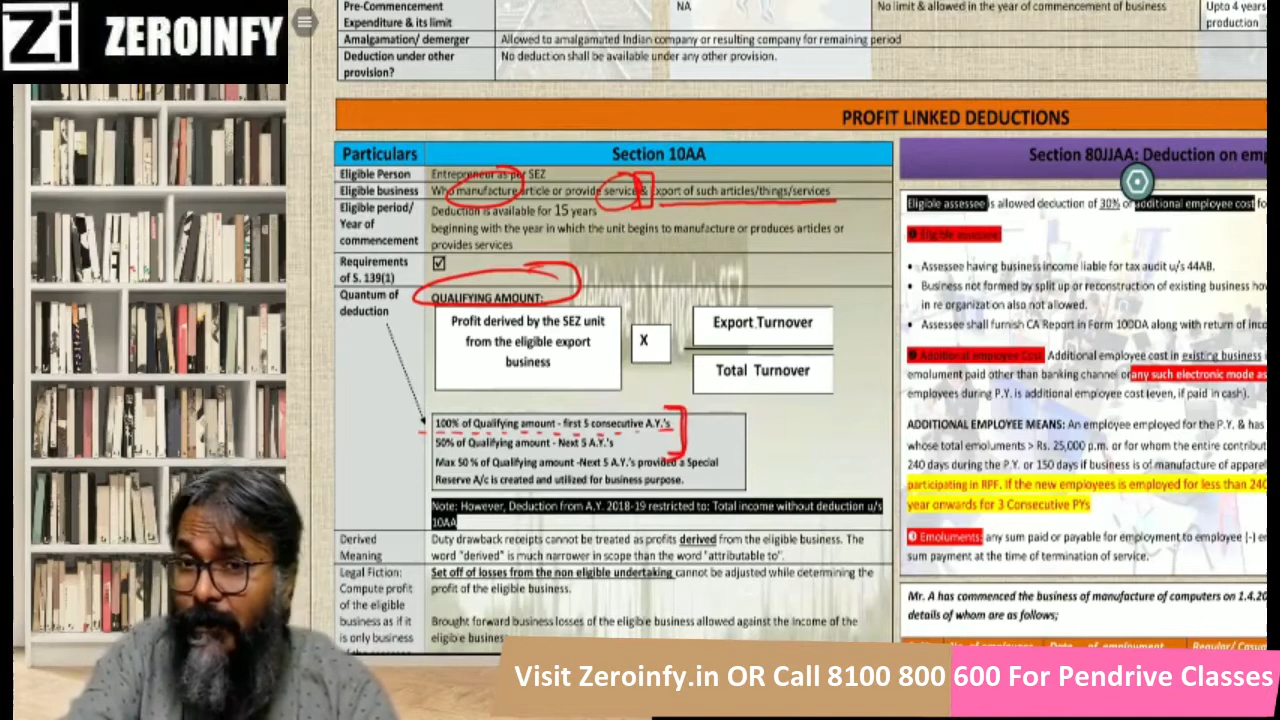 ZEROINFY
Pre-Commencement
Expenditure & its limit
NA
No limit & allowed in the year of commencement of business
Upto 4 years
production
Amalgamation/ demerger
Allowed to amalgamated Indian company or resulting company for remaining period
Deduction under other
provision?
No deduction shall be available under any other provision.
PROFIT LINKED DEDUCTIONS
Particulars
Section 10AA
Eligible Person
Entrepreneur as per SEZ
Eligible business
Who manufacture article or provide service & export of such articles/things/services
Eligible period/
Year of
commencement
Deduction is available for 15 years
beginning with the year in which the unit begins to manufacture or produces articles or
provides services
Requirements
of S. 139(1)
Quantum of
deduction
QUALIFYING AMOUNT:
Profit derived by the SEZ unit
from the eligible export
business
X
Export Turnover
Total Turnover
100% of Qualifying amount - first 5 consecutive A.Y.'s
50% of Qualifying amount - Next 5 A.Y.'s
Max 50 % of Qualifying amount -Next 5 A.Y.'s provided a Special
Reserve A/c is created and utilized for business purpose.
Note: However, Deduction from A.Y. 2018-19 restricted to: Total income without deduction u/s
10AA
Derived
Meaning
Duty drawback receipts cannot be treated as profits derived from the eligible business. The
word "derived" is much narrower in scope than the word "attributable to".
Legal Fiction:
Compute profit
of the eligible
business as if it
is only business
Set off of losses from the non eligible undertaking cannot be adjusted while determining the
profit of the eligible business.
Brought forward business losses of the eligible business allowed against the income of the
eligible business
Section 80JJAA: Deduction on emp
Eligible assessee is allowed deduction of 30% of additional employee cost fo
Eligible assessee:
• Assessee having business income liable for tax audit u/s 44AB.
• Business not formed by split up or reconstruction of existing business ho
in re organization also not allowed.
• Assessee shall furnish CA Report in Form 10DA along with return of inco
Additional employee Cost: Additional employee cost in existing business
emolument paid other than banking channel or any such electronic mode as
employees during P.Y. is additional employee cost (even, if paid in cash).
ADDITIONAL EMPLOYEE MEANS: An employee employed for the P.Y. & has
whose total emoluments > Rs. 25,000 p.m. or for whom the entire contribut
240 days during the P.Y. or 150 days if business is of manufacture of appare
participating in RPF. If the new employees is employed for less than 240
year onwards for 3 Consecutive PYs
Emoluments: any sum paid or payable for employment to employee (-) e
sum payment at the time of termination of service.
Mr. A has commenced the business of manufacture of computers on 1.4.20
details of whom are as follows;
Visit Zeroinfy.in OR Call 8100 800 600 For Pendrive Classes